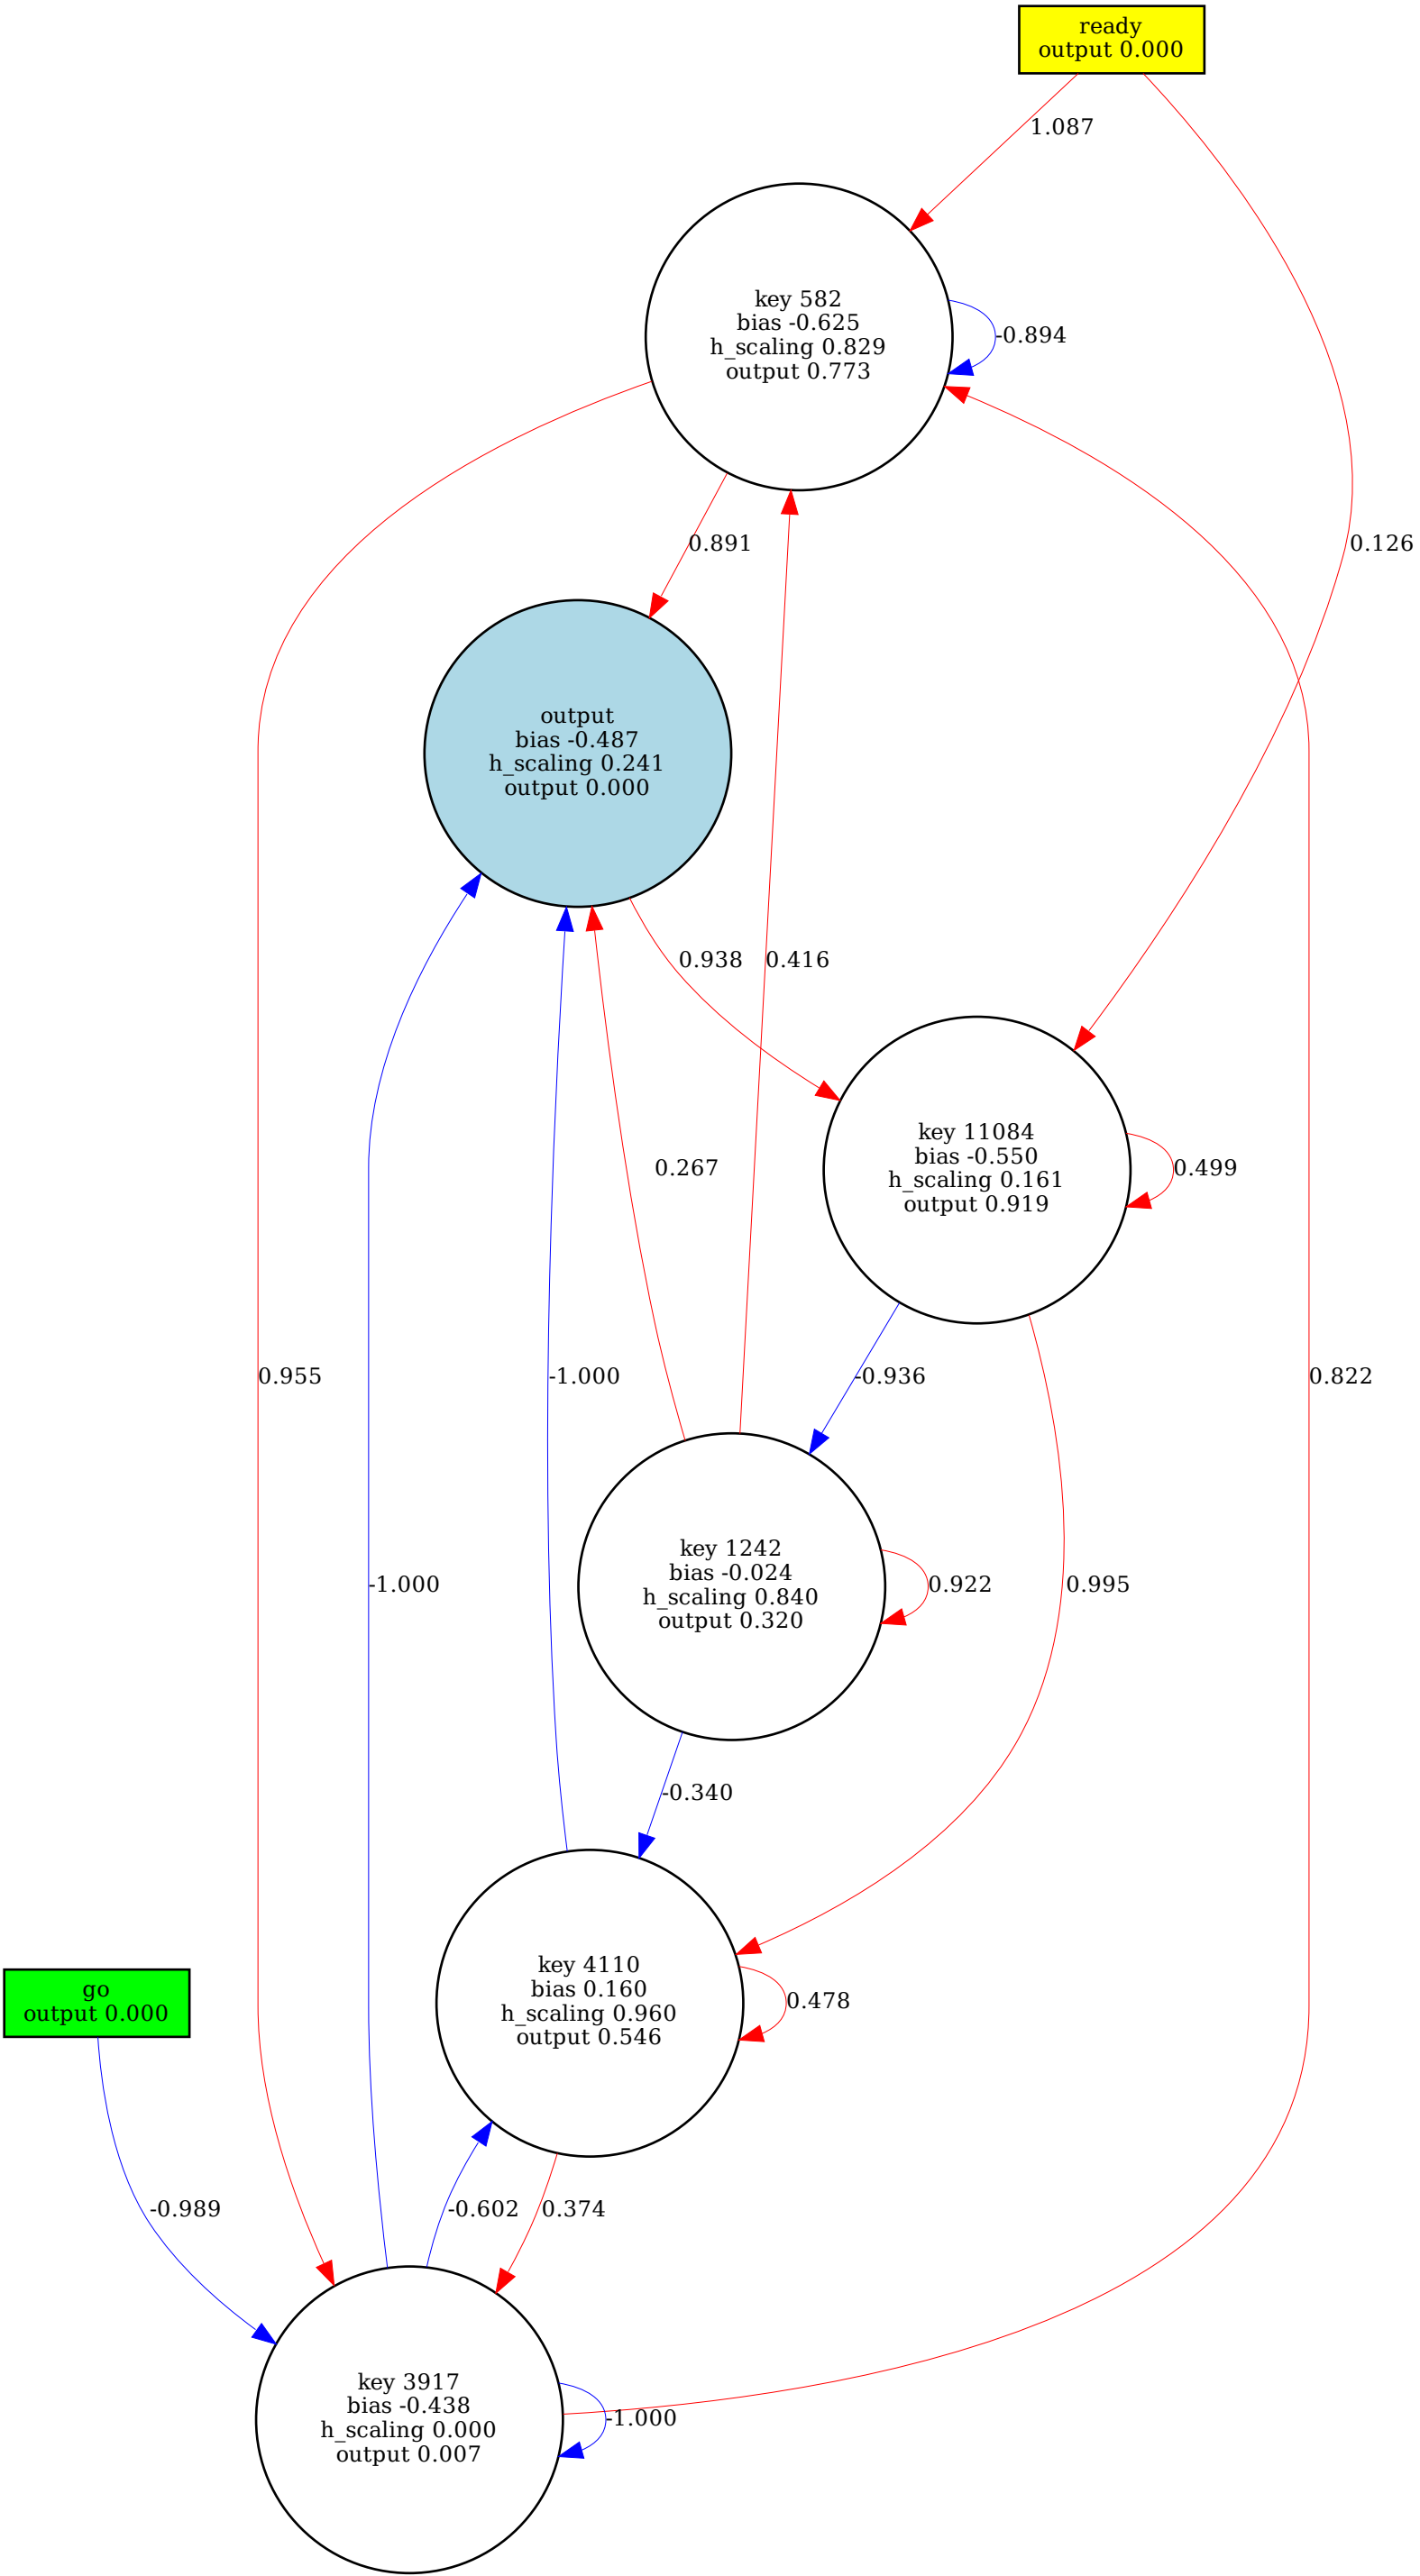 ready
output 0.000
1.087
key 582
bias -0.625
h_scaling 0.829
output 0.773
-0.894
0.891
0.126
output
bias -0.487
h_scaling 0.241
output 0.000
0.938
0.416
key 11084
bias -0.550
h_scaling 0.161
output 0.919
0.267
0.499
0.955
-1.000
-0.936
0.822
key 1242
bias -0.024
h_scaling 0.840
output 0.320
-1.000
0.922
0.995
-0.340
go
output 0.000
key 4110
bias 0.160
h_scaling 0.960
output 0.546
0.478
-0.989
-0.602
0.374
key 3917
bias -0.438
h_scaling 0.000
output 0.007
-1.000